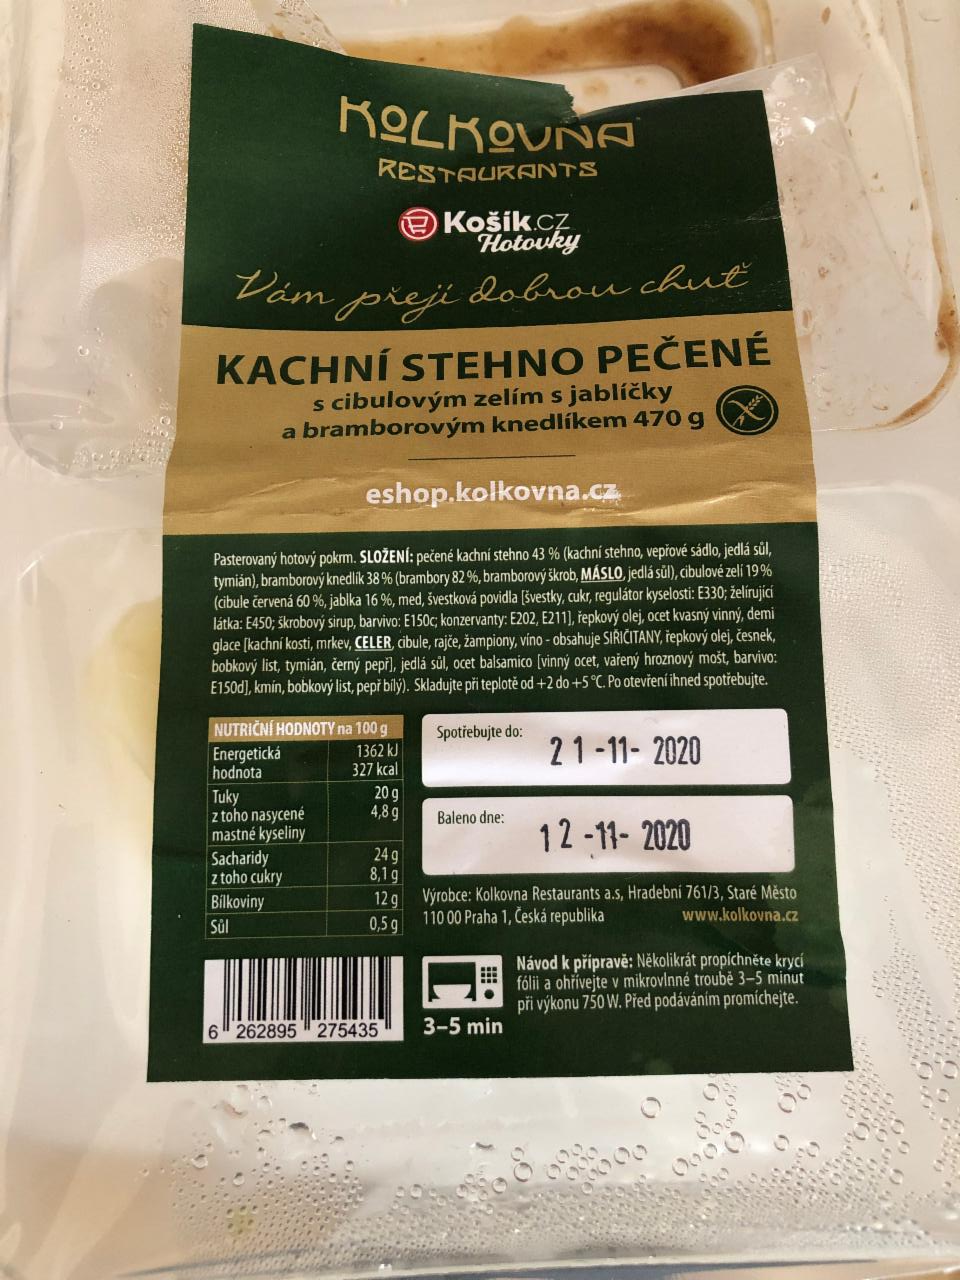 KOLKOVNA
RESTAURANTS
Košík.CZ
Hotovky
Vám přejí dobrou chuť
KACHNÍ STEHNO PEČENÉ
s cibulovým zelím s jablíčky
a bramborovým knedlíkem 470 g
eshop.kolkovna.cz
Pasterovaný hotový pokrm. SLOŽENÍ: pečené kachní stehno 43 % (kachní stehno, vepřové sádlo, jedlá sůl,
tymián), bramborový knedlík 38 % (brambory 82 %, bramborový škrob, MÁSLO, jedlá sůl), cibulové zelí 19 %
(cibule červená 60 %, jablka 16 %, med, švestková povidla [švestky, cukr, regulátor kyselosti: E330; želírující
látka: E450; škrobový sirup, barvivo: E150c; konzervanty: E202, E211], řepkový olej, ocet kvasný vinný, demi
glace [kachní kosti, mrkev, CELER, cibule, rajče, žampiony, víno - obsahuje SIŘIČITANY, řepkový olej, česnek,
bobkový list, tymián, černý pepř], jedlá sůl, ocet balsamico [vinný ocet, vařený hroznový mošt, barvivo:
E150d], kmín, bobkový list, pepř bílý). Skladujte při teplotě od +2 do +5 °C. Po otevření ihned spotřebujte.
NUTRIČNÍ HODNOTY na 100 g
Energetická 1362 kJ
hodnota 327 kcal
Tuky 20 g
z toho nasycené 4,8 g
mastné kyseliny
Sacharidy 24 g
z toho cukry 8,1 g
Bílkoviny 12 g
Sůl 0,5 g
Spotřebujte do: 21-11-2020
Baleno dne: 12-11-2020
Výrobce: Kolkovna Restaurants a.s, Hradební 761/3, Staré Město
110 00 Praha 1, Česká republika www.kolkovna.cz
Návod k přípravě: Několikrát propíchněte krycí
fólii a ohřívejte v mikrovlnné troubě 3–5 minut
při výkonu 750 W. Před podáváním promíchejte.
3–5 min
6 262895 275435